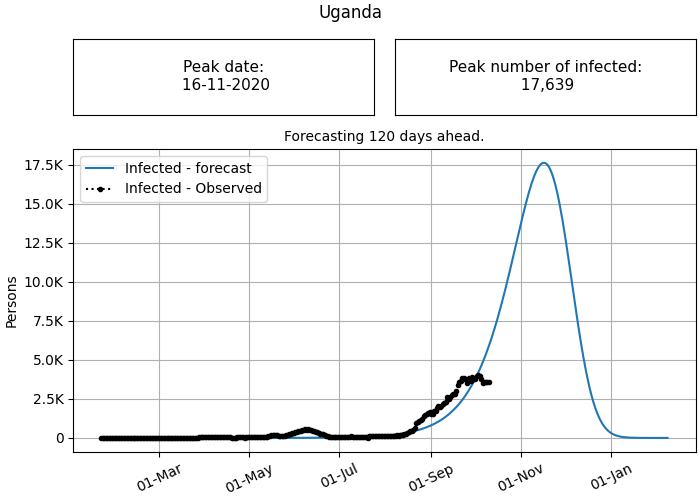 Uganda
Peak date:
16-11-2020
Peak number of infected:
17,639
Forecasting 120 days ahead.
Infected - forecast
Infected - Observed
17.5K
15.0K
12.5K
10.0K
7.5K
5.0K
2.5K
0
Persons
01-Mar
01-May
01-Jul
01-Sep
01-Nov
01-Jan